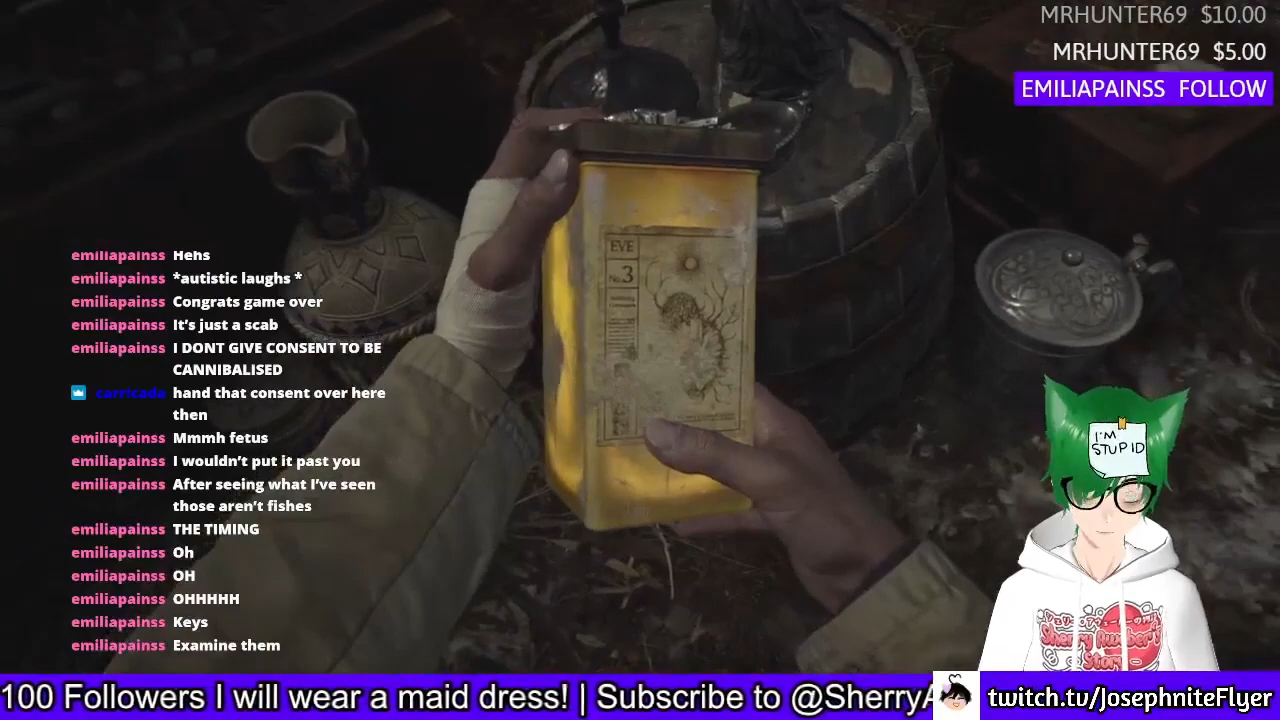 MRHUNTER69 $10.00
MRHUNTER69 $5.00
EMILIAPAINSS FOLLOW
emiliapainss Hehs
emiliapainss *autistic laughs *
emiliapainss Congrats game over
emiliapainss It's just a scab
emiliapainss I DONT GIVE CONSENT TO BE
CANNIBALISED
carricada hand that consent over here
then
emiliapainss Mmmh fetus
emiliapainss I wouldn't put it past you
emiliapainss After seeing what I've seen
those aren't fishes
emiliapainss THE TIMING
emiliapainss Oh
emiliapainss OH
emiliapainss OHHHHH
emiliapainss Keys
emiliapainss Examine them
EVE
No.3
I'M
STUPID
Sherry
Story
100 Followers I will wear a maid dress! | Subscribe to @SherryA
twitch.tv/JosephniteFlyer